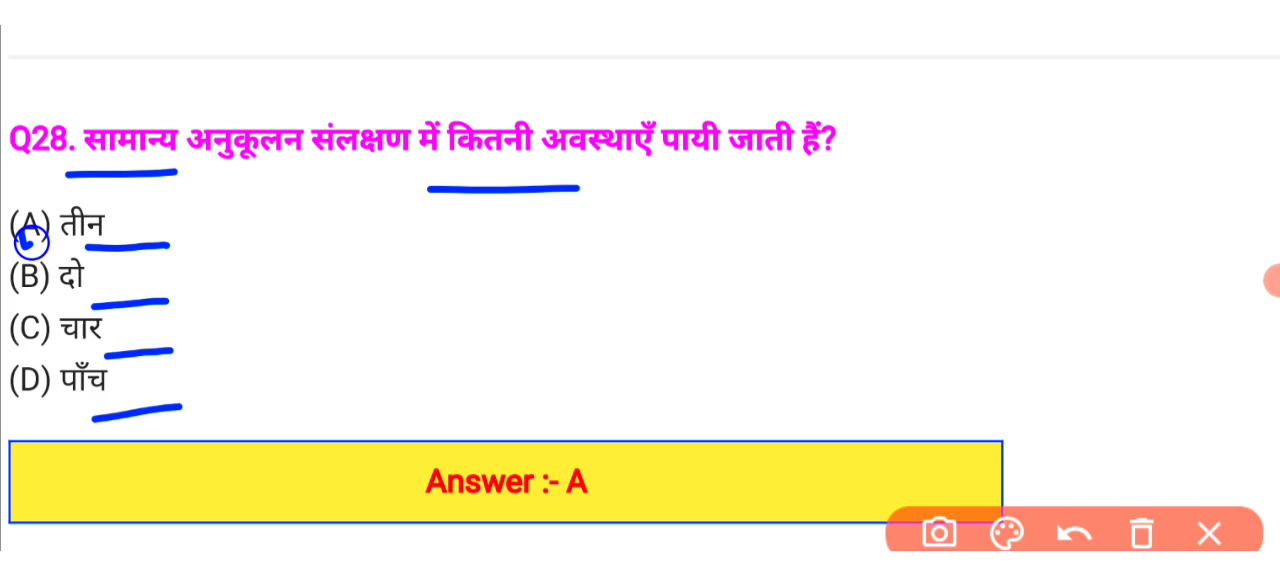 Q28. सामान्य अनुकूलन संलक्षण में कितनी अवस्थाएँ पायी जाती हैं?
(A) तीन
(B) दो
(C) चार
(D) पाँच
Answer :- A